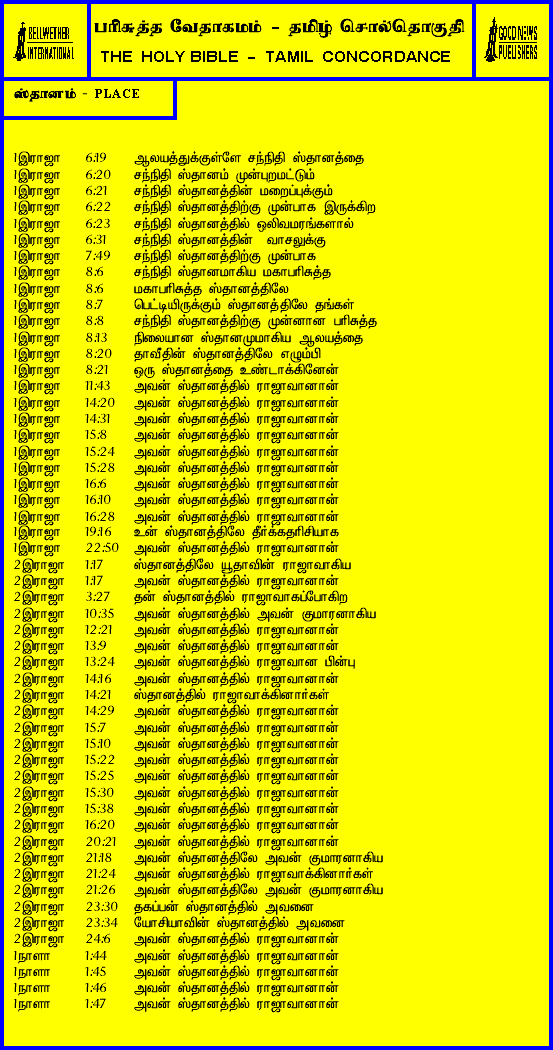 BELLWETHER
INTERNATIONAL
பரிசுத்த வேதாகமம் - தமிழ் சொல்தொகுதி
THE HOLY BIBLE - TAMIL CONCORDANCE
GOOD NEWS
PUBLISHERS
ஸ்தானம் - PLACE
1இராஜா 6:19 ஆலயத்துக்குள்ளே சந்நிதி ஸ்தானத்தை
1இராஜா 6:20 சந்நிதி ஸ்தானம் முன்புறமட்டும்
1இராஜா 6:21 சந்நிதி ஸ்தானத்தின் மறைப்புக்கும்
1இராஜா 6:22 சந்நிதி ஸ்தானத்திற்கு முன்பாக இருக்கிற
1இராஜா 6:23 சந்நிதி ஸ்தானத்தில் ஒலிவமரங்களால்
1இராஜா 6:31 சந்நிதி ஸ்தானத்தின் வாசலுக்கு
1இராஜா 7:49 சந்நிதி ஸ்தானத்திற்கு முன்பாக
1இராஜா 8:6 சந்நிதி ஸ்தானமாகிய மகாபரிசுத்த
1இராஜா 8:6 மகாபரிசுத்த ஸ்தானத்திலே
1இராஜா 8:7 பெட்டியிருக்கும் ஸ்தானத்திலே தங்கள்
1இராஜா 8:8 சந்நிதி ஸ்தானத்திற்கு முன்னான பரிசுத்த
1இராஜா 8:13 நிலையான ஸ்தானமுமாகிய ஆலயத்தை
1இராஜா 8:20 தாவீதின் ஸ்தானத்திலே எழும்பி
1இராஜா 8:21 ஒரு ஸ்தானத்தை உண்டாக்கினேன்
1இராஜா 11:43 அவன் ஸ்தானத்தில் ராஜாவானான்
1இராஜா 14:20 அவன் ஸ்தானத்தில் ராஜாவானான்
1இராஜா 14:31 அவன் ஸ்தானத்தில் ராஜாவானான்
1இராஜா 15:8 அவன் ஸ்தானத்தில் ராஜாவானான்
1இராஜா 15:24 அவன் ஸ்தானத்தில் ராஜாவானான்
1இராஜா 15:28 அவன் ஸ்தானத்தில் ராஜாவானான்
1இராஜா 16:6 அவன் ஸ்தானத்தில் ராஜாவானான்
1இராஜா 16:10 அவன் ஸ்தானத்தில் ராஜாவானான்
1இராஜா 16:28 அவன் ஸ்தானத்தில் ராஜாவானான்
1இராஜா 19:16 உன் ஸ்தானத்திலே தீர்க்கதரிசியாக
1இராஜா 22:50 அவன் ஸ்தானத்தில் ராஜாவானான்
2இராஜா 1:17 ஸ்தானத்திலே யூதாவின் ராஜாவாகிய
2இராஜா 1:17 அவன் ஸ்தானத்தில் ராஜாவானான்
2இராஜா 3:27 தன் ஸ்தானத்தில் ராஜாவாகப்போகிற
2இராஜா 10:35 அவன் ஸ்தானத்தில் அவன் குமாரனாகிய
2இராஜா 12:21 அவன் ஸ்தானத்தில் ராஜாவானான்
2இராஜா 13:9 அவன் ஸ்தானத்தில் ராஜாவானான்
2இராஜா 13:24 அவன் ஸ்தானத்தில் ராஜாவான பின்பு
2இராஜா 14:16 அவன் ஸ்தானத்தில் ராஜாவானான்
2இராஜா 14:21 ஸ்தானத்தில் ராஜாவாக்கினார்கள்
2இராஜா 14:29 அவன் ஸ்தானத்தில் ராஜாவானான்
2இராஜா 15:7 அவன் ஸ்தானத்தில் ராஜாவானான்
2இராஜா 15:10 அவன் ஸ்தானத்தில் ராஜாவானான்
2இராஜா 15:22 அவன் ஸ்தானத்தில் ராஜாவானான்
2இராஜா 15:25 அவன் ஸ்தானத்தில் ராஜாவானான்
2இராஜா 15:30 அவன் ஸ்தானத்தில் ராஜாவானான்
2இராஜா 15:38 அவன் ஸ்தானத்தில் ராஜாவானான்
2இராஜா 16:20 அவன் ஸ்தானத்தில் ராஜாவானான்
2இராஜா 20:21 அவன் ஸ்தானத்தில் ராஜாவானான்
2இராஜா 21:18 அவன் ஸ்தானத்திலே அவன் குமாரனாகிய
2இராஜா 21:24 அவன் ஸ்தானத்தில் ராஜாவாக்கினார்கள்
2இராஜா 21:26 அவன் ஸ்தானத்திலே அவன் குமாரனாகிய
2இராஜா 23:30 தகப்பன் ஸ்தானத்தில் அவனை
2இராஜா 23:34 யோசியாவின் ஸ்தானத்தில் அவனை
2இராஜா 24:6 அவன் ஸ்தானத்தில் ராஜாவானான்
1நாளா 1:44 அவன் ஸ்தானத்தில் ராஜாவானான்
1நாளா 1:45 அவன் ஸ்தானத்தில் ராஜாவானான்
1நாளா 1:46 அவன் ஸ்தானத்தில் ராஜாவானான்
1நாளா 1:47 அவன் ஸ்தானத்தில் ராஜாவானான்